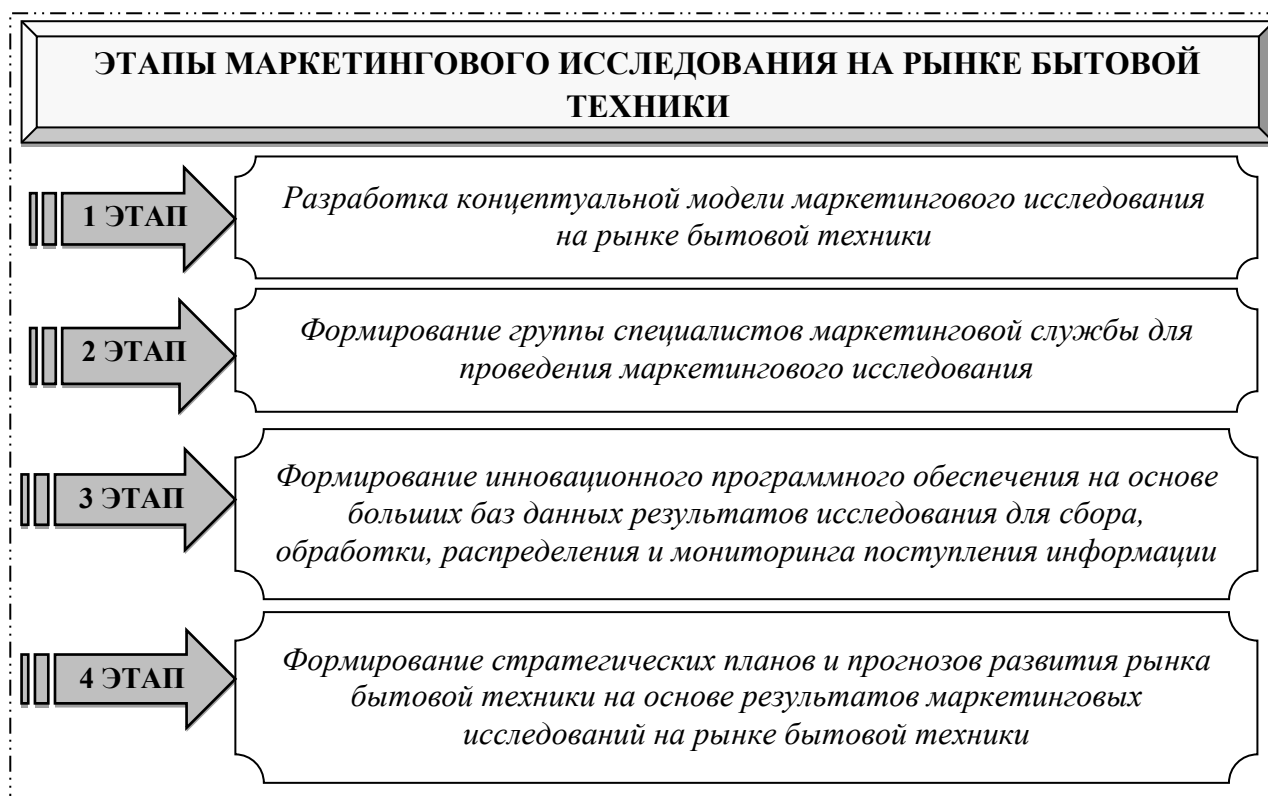 ЭТАПЫ МАРКЕТИНГОВОГО ИССЛЕДОВАНИЯ НА РЫНКЕ БЫТОВОЙ
ТЕХНИКИ
1 ЭТАП
Разработка концептуальной модели маркетингового исследования
на рынке бытовой техники
2 ЭТАП
Формирование группы специалистов маркетинговой службы для
проведения маркетингового исследования
3 ЭТАП
Формирование инновационного программного обеспечения на основе
больших баз данных результатов исследования для сбора,
обработки, распределения и мониторинга поступления информации
4 ЭТАП
Формирование стратегических планов и прогнозов развития рынка
бытовой техники на основе результатов маркетинговых
исследований на рынке бытовой техники